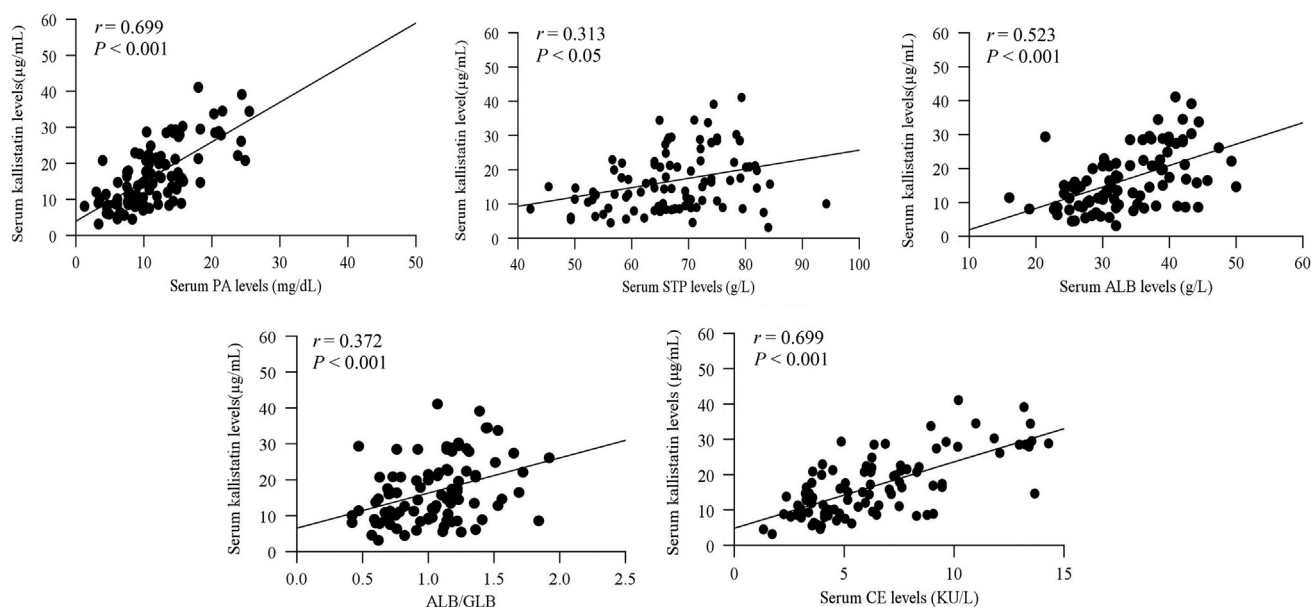 r = 0.699
P < 0.001
Serum kallistatin levels(µg/mL)
60
50
40
30
20
10
0
0 10 20 30 40 50
Serum PA levels (mg/dL)
r = 0.313
P < 0.05
Serum kallistatin level(µg/mL)
60
50
40
30
20
10
0
40 50 60 70 80 90 100
Serum STP levels (g/L)
r = 0.523
P < 0.001
Serum kallistatin levels(µg/mL)
60
50
40
30
20
10
0
10 20 30 40 50 60
Serum ALB levels (g/L)
r = 0.372
P < 0.001
Serum kallistatin levels(µg/mL)
60
50
40
30
20
10
0
0.0 0.5 1.0 1.5 2.0 2.5
ALB/GLB
r = 0.699
P < 0.001
Serum kallistatin levels (µg/mL)
60
50
40
30
20
10
0
0 5 10 15
Serum CE levels (KU/L)